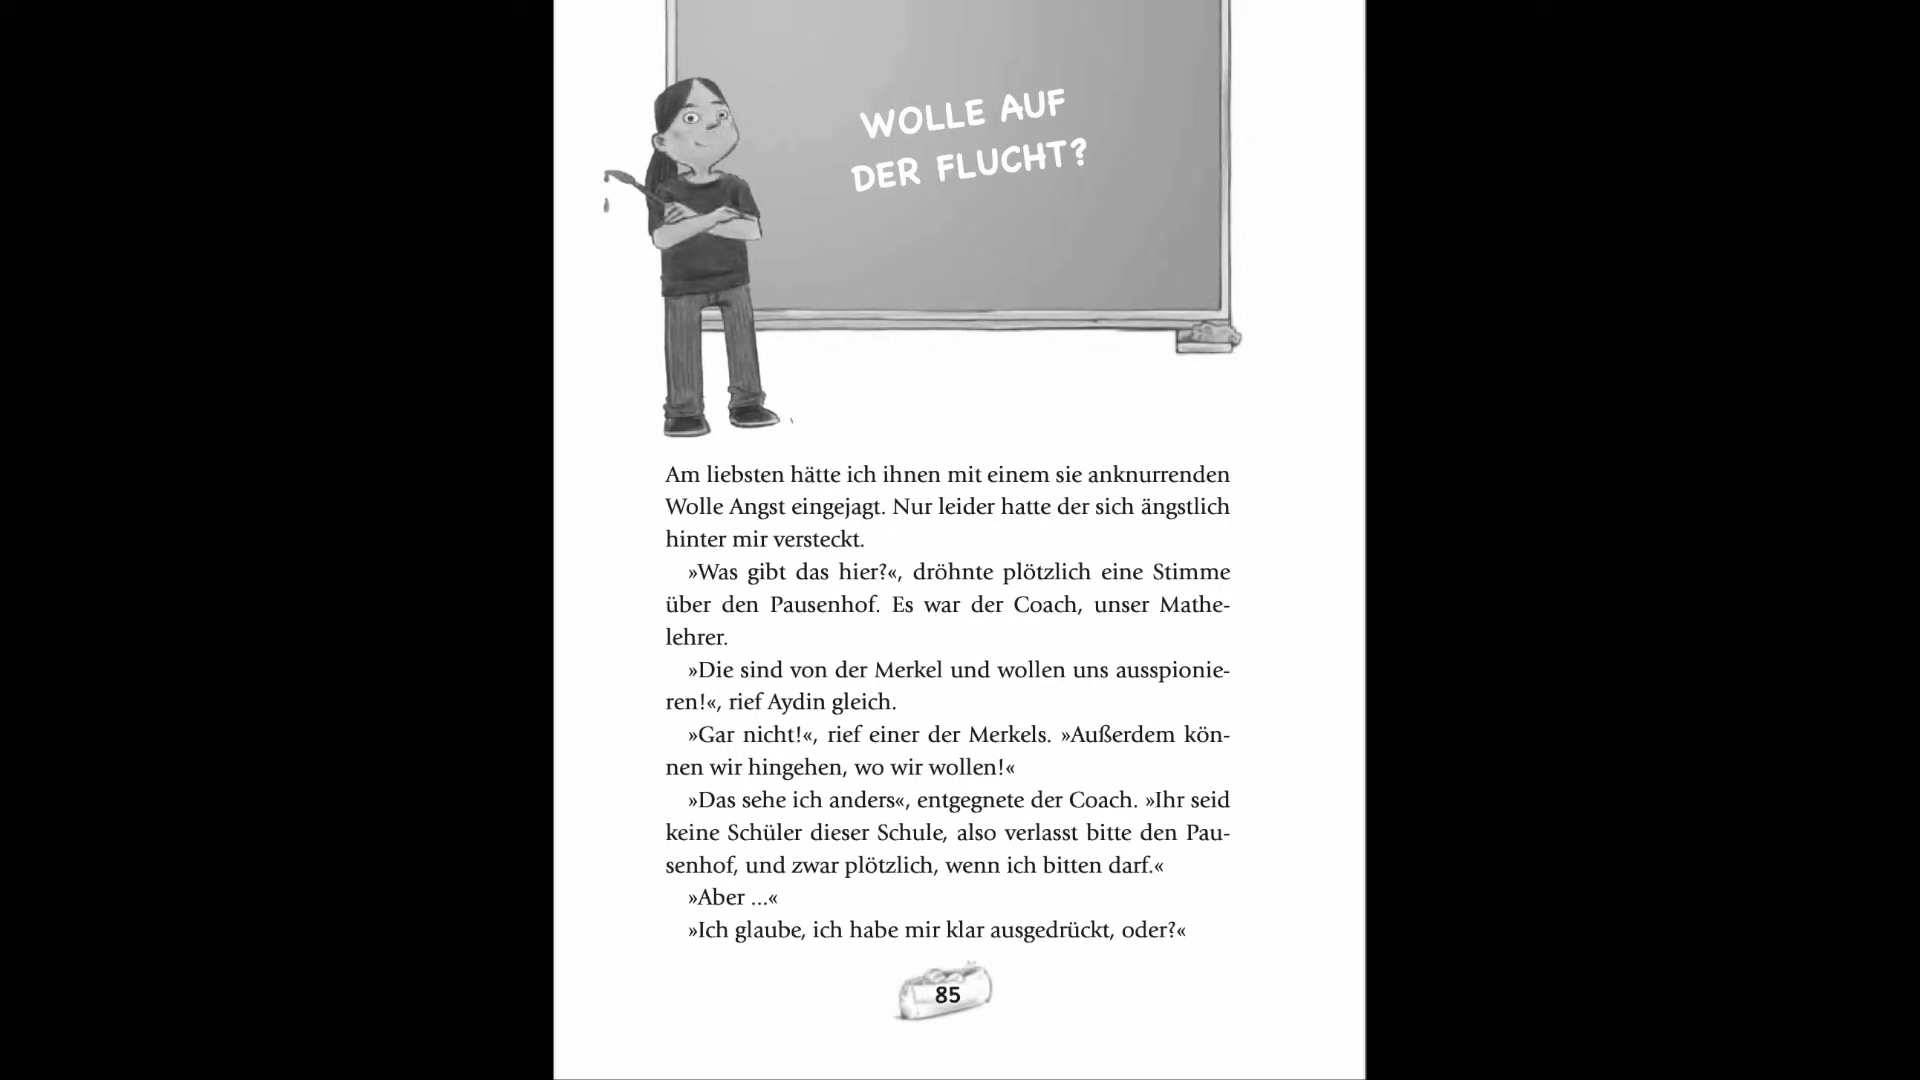 WOLLE AUF
DER FLUCHT?
Am liebsten hätte ich ihnen mit einem sie anknurrenden
Wolle Angst eingejagt. Nur leider hatte der sich ängstlich
hinter mir versteckt.
»Was gibt das hier?«, dröhnte plötzlich eine Stimme
über den Pausenhof. Es war der Coach, unser Mathe-
lehrer.
»Die sind von der Merkel und wollen uns ausspionie-
ren!«, rief Aydin gleich.
»Gar nicht!«, rief einer der Merkels. »Außerdem kön-
nen wir hingehen, wo wir wollen!«
»Das sehe ich anders«, entgegnete der Coach. »Ihr seid
keine Schüler dieser Schule, also verlasst bitte den Pau-
senhof, und zwar plötzlich, wenn ich bitten darf.«
»Aber ...«
»Ich glaube, ich habe mir klar ausgedrückt, oder?«
85